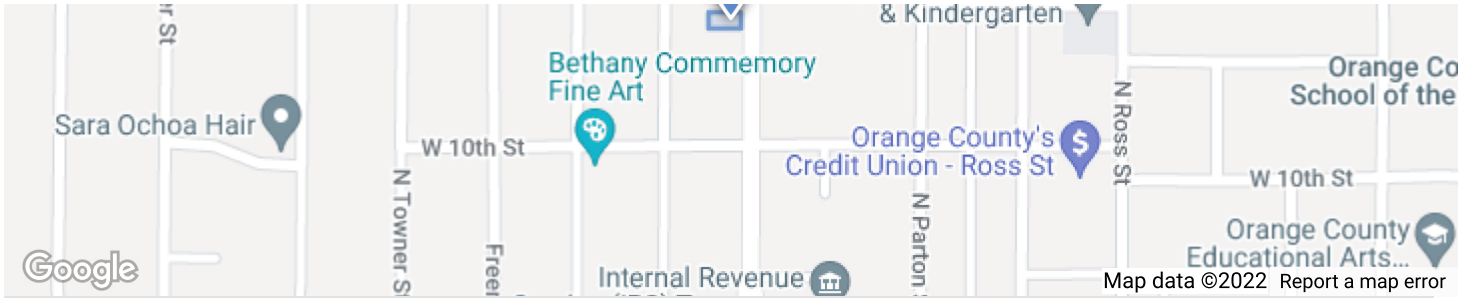 & Kindergarten
Bethany Commemory
Fine Art
Orange Co
School of the
Sara Ochoa Hair
W 10th St
Orange County's
Credit Union - Ross St
N Ross St
W 10th St
N Towner St
N Parton
Orange County
Educational Arts...
Internal Revenue
Google
Map data ©2022 Report a map error